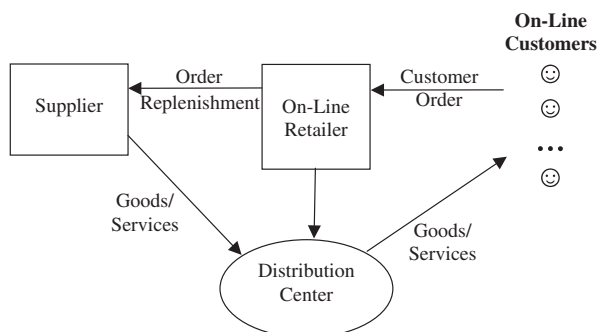 On-Line
Customers
Order
Replenishment
Customer
Order
Supplier
On-Line
Retailer
...
Goods/
Services
Goods/
Services
Distribution
Center